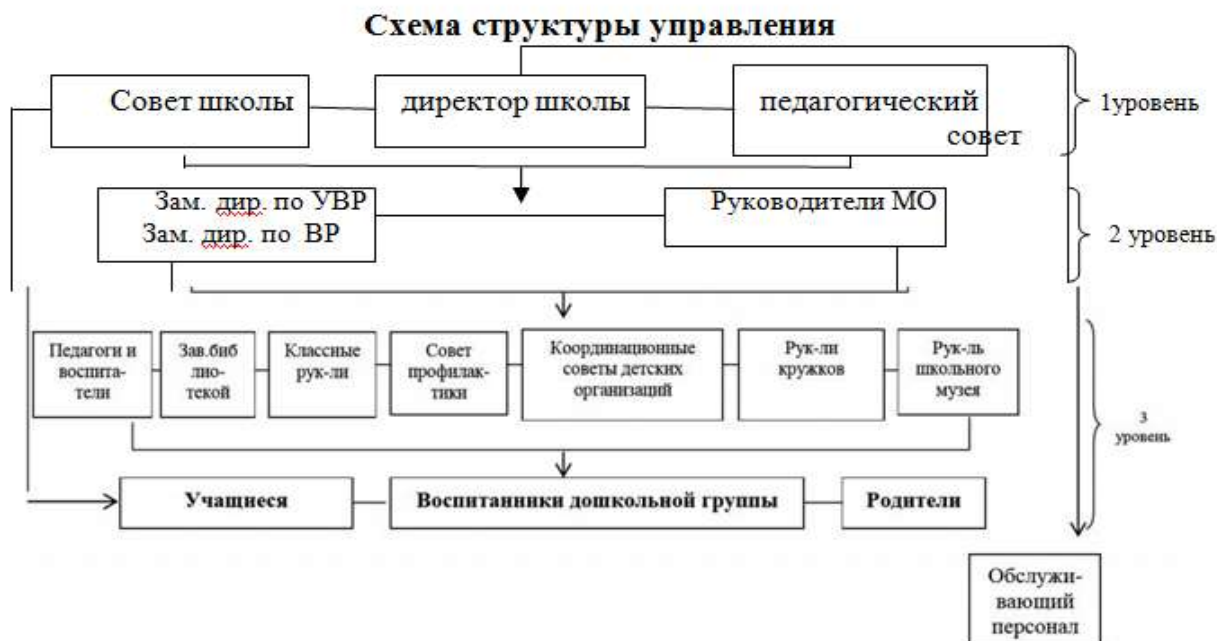 Схема структуры управления
Совет школы
директор школы
педагогический
совет
1уровень
Зам. дир. по УВР
Зам. дир. по ВР
Руководители МО
2 уровень
Педагоги и
воспита-
тели
Зав.биб
лио-
текой
Классные
рук-ли
Совет
профилак-
тики
Координационные
советы детских
организаций
Рук-ли
кружков
Рук-ль
школьного
музея
3
уровень
Учащиеся
Воспитанники дошкольной группы
Родители
Обслужи-
вающий
персонал